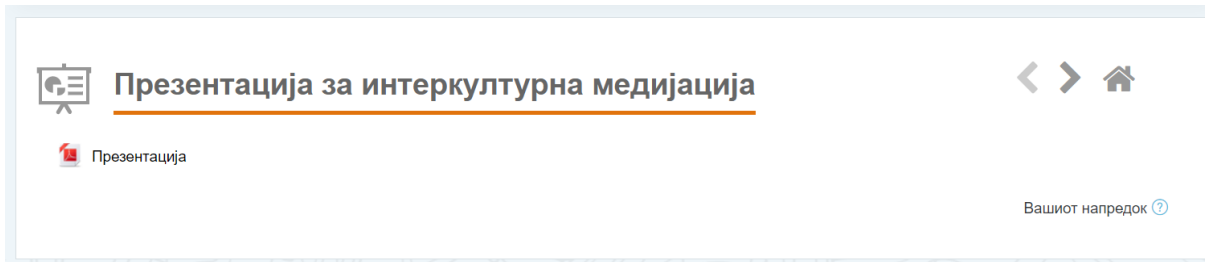 Презентација за интеркултурна медијација
Презентација
Вашиот напредок